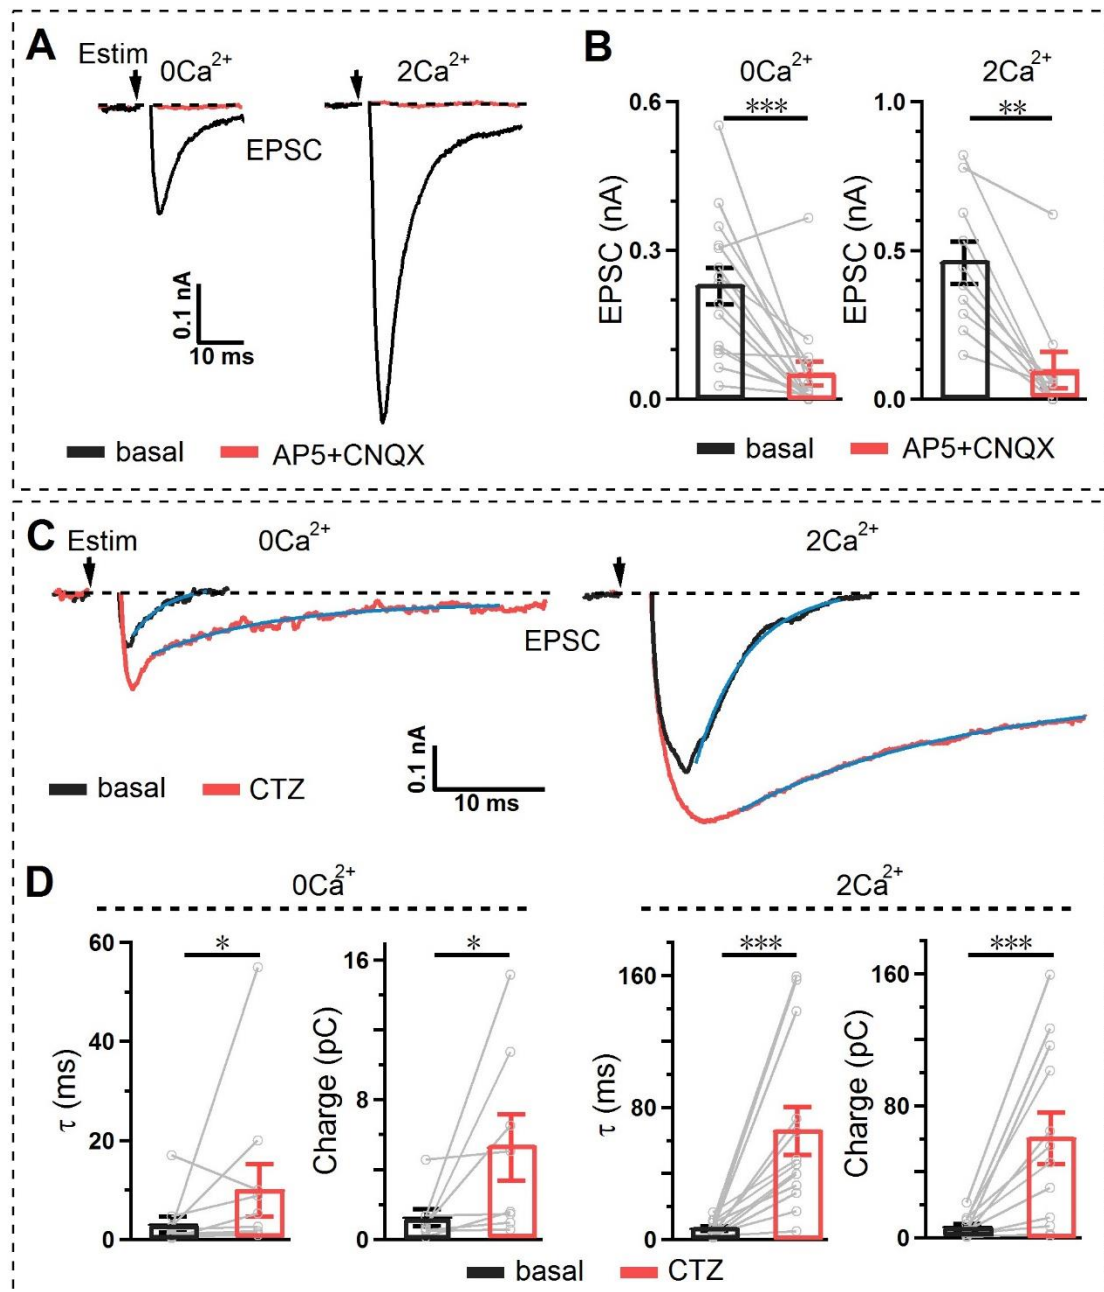 A
Estim
0Ca²⁺
2Ca²⁺
EPSC
0.1 nA
10 ms
basal
AP5+CNQX
B
0Ca²⁺
2Ca²⁺
***
**
EPSC (nA)
0.6
0.3
0.0
EPSC (nA)
1.0
0.5
0.0
basal
AP5+CNQX
C
Estim
0Ca²⁺
2Ca²⁺
EPSC
0.1 nA
10 ms
basal
CTZ
D
0Ca²⁺
2Ca²⁺
*
*
***
***
τ (ms)
60
40
20
0
Charge (pC)
16
8
0
τ (ms)
160
80
0
Charge (pC)
160
80
0
basal
CTZ